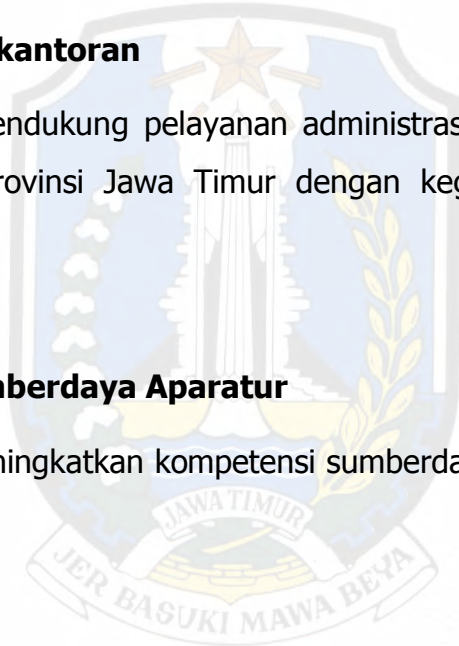 kantoran
endukung pelayanan administras
rovinsi Jawa Timur dengan keg
mberdaya Aparatur
ningkatkan kompetensi sumberda
JAWA TIMUR
JER BASUKI MAWA BEYA